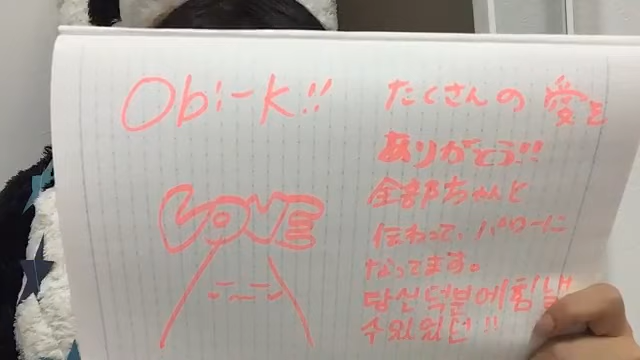 Obi-K!!
LOVE
たくさんの愛を
ありがとう!!
全部ちゃんと
伝わって、パワーに
なってます。
당신 덕분에 힘낼
수 있었던!!